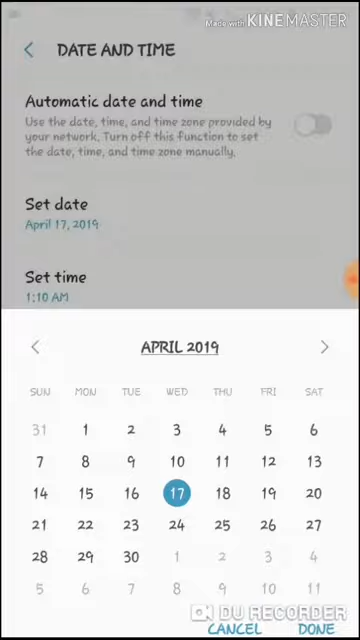 Made with KINEMASTER
DATE AND TIME
Automatic date and time
Use the date, time, and time zone provided by
your network. Turn off this function to set
the date, time, and time zone manually.
Set date
April 17, 2019
Set time
1:10 AM
APRIL 2019
SUN MON TUE WED THU FRI SAT
31 1 2 3 4 5 6
7 8 9 10 11 12 13
14 15 16 17 18 19 20
21 22 23 24 25 26 27
28 29 30 1 2 3 4
5 6 7 8 9 10 11
DU RECORDER
CANCEL DONE